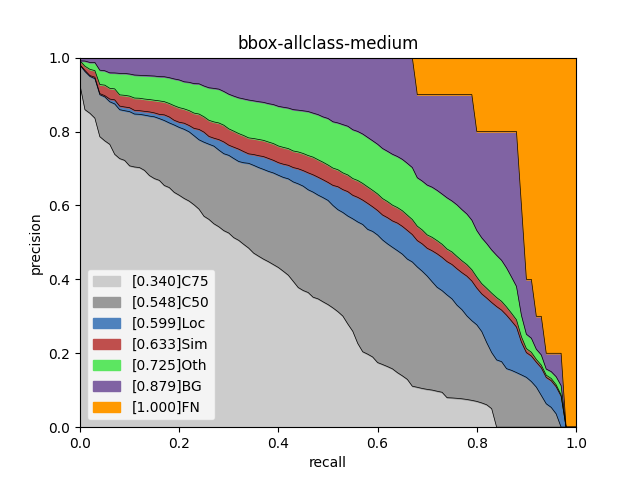 bbox-allclass-medium
precision
1.0
0.8
0.6
0.4
0.2
0.0
[0.340]C75
[0.548]C50
[0.599]Loc
[0.633]Sim
[0.725]Oth
[0.879]BG
[1.000]FN
0.0 0.2 0.4 0.6 0.8 1.0
recall